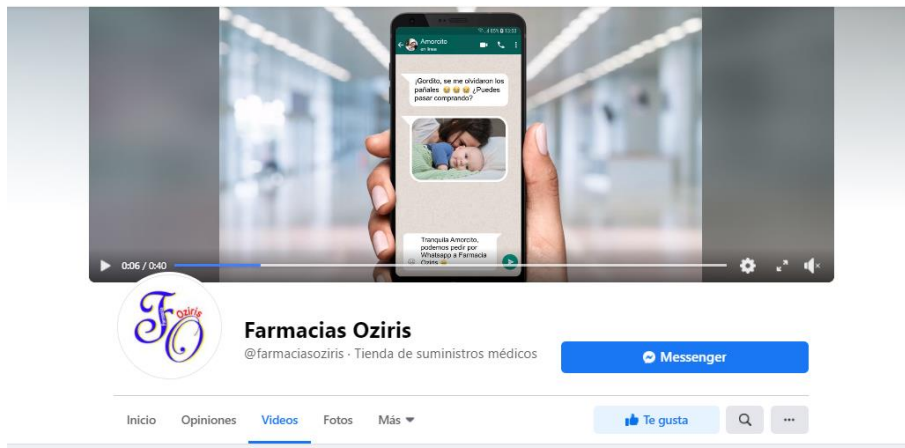 Amorcito
en línea
¡Gordito, se me olvidaron los
pañales 😢 😢 😢 ¿Puedes
pasar comprando?
Tranquila Amorcito,
podemos pedir por
Whatsapp a Farmacia
Oziris
0:06 / 0:40
Oziris
FO
Farmacias Oziris
@farmaciasoziris · Tienda de suministros médicos
Messenger
Inicio Opiniones Videos Fotos Más
Te gusta